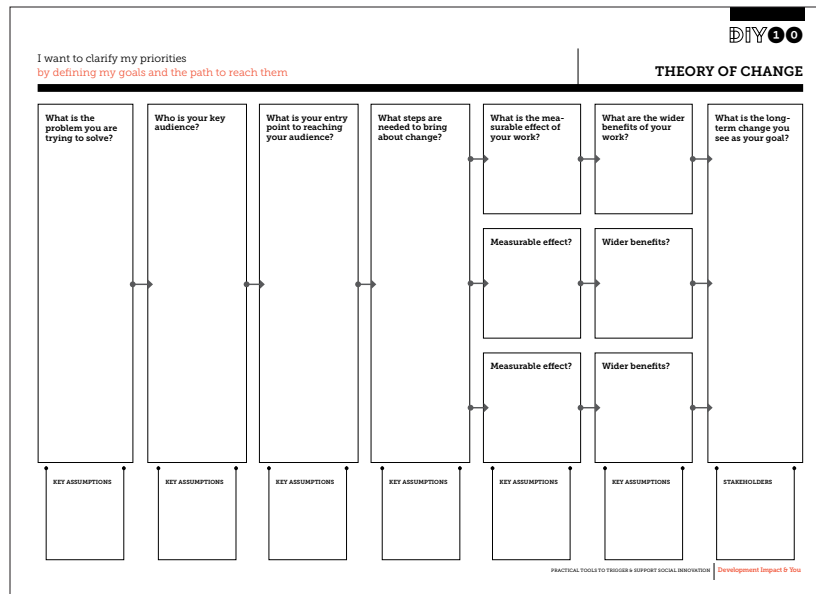 DIY10
I want to clarify my priorities
by defining my goals and the path to reach them
THEORY OF CHANGE
What is the
problem you are
trying to solve?
Who is your key
audience?
What is your entry
point to reaching
your audience?
What steps are
needed to bring
about change?
What is the mea-
surable effect of
your work?
What are the wider
benefits of your
work?
What is the long-
term change you
see as your goal?
Measurable effect?
Wider benefits?
Measurable effect?
Wider benefits?
KEY ASSUMPTIONS
KEY ASSUMPTIONS
KEY ASSUMPTIONS
KEY ASSUMPTIONS
KEY ASSUMPTIONS
KEY ASSUMPTIONS
STAKEHOLDERS
PRACTICAL TOOLS TO TRIGGER & SUPPORT SOCIAL INNOVATION
Development Impact & You